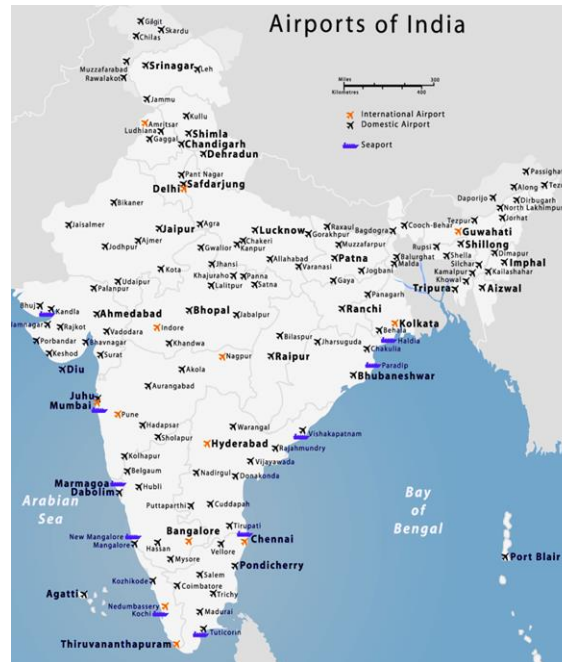 Airports of India
Gilgit
Skardu
Chilas
Muzzafarabad
Srinagar
Leh
Rawalakot
Miles
300
Kilometres
400
Jammu
International Airport
Domestic Airport
Seaport
Kullu
Amritsar
Ludhiana
Shimla
Gaggal
Chandigarh
Dehradun
Pant Nagar
Safdarjung
Delhi
Passighat
Along
Daporijo
Dirbugarh
North Lakhimpur
Bikaner
Jaisalmer
Jaipur
Agra
Lucknow
Raxaul
Gorakhpur
Bagdogra
Cooch-Behar
Tezpur
Jorhat
Guwahati
Jodhpur
Ajmer
Gwalior
Chakeri
Kanpur
Muzzafarpur
Rupsi
Shillong
Patna
Balurghat
Shella
Dimapur
Kota
Jhansi
Allahabad
Varanasi
Jogbani
Malda
Silchar
Imphal
Khajuraho
Panna
Gaya
Kamalpur
Kailashahar
Udaipur
Palanpur
Lalitpur
Satna
Khowai
Tripura
Aizwal
Panagarh
Bhuj
Kandla
Ahmedabad
Bhopal
Jabalpur
Ranchi
Jamnagar
Rajkot
Vadodara
Indore
Kolkata
Behala
Porbandar
Bhavnagar
Khandwa
Bilaspur
Jharsuguda
Haldia
Chakulia
Keshod
Surat
Nagpur
Raipur
Diu
Akola
Paradip
Bhubaneshwar
Aurangabad
Juhu
Mumbai
Pune
Hadapsar
Warangal
Vishakapatnam
Sholapur
Hyderabad
Rajahmundry
Kolhapur
Vijayawada
Belgaum
Nadirgul
Donakonda
Marmagoa
Hubli
Dabolim
Arabian
Sea
Bay
of
Bengal
Puttaparthi
Cuddapah
Tirupati
New Mangalore
Bangalore
Chennai
Mangalore
Hassan
Vellore
Mysore
Pondicherry
Port Blair
Kozhikode
Salem
Agatti
Coimbatore
Trichy
Nedumbassery
Kochi
Madurai
Tuticorin
Thiruvananthapuram